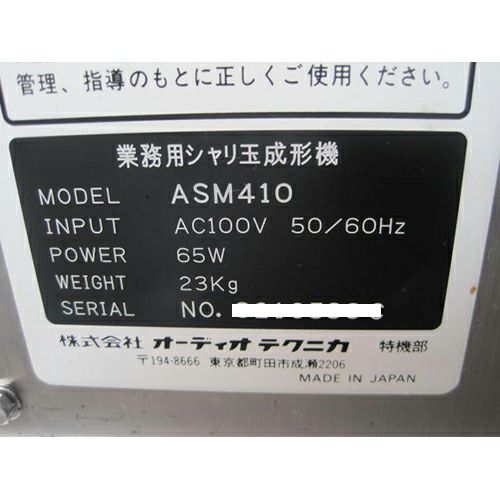 管理、指導のもとに正しくご使用ください。
業務用シャリ玉成形機
MODEL ASM410
INPUT AC100V 50/60Hz
POWER 65W
WEIGHT 23Kg
SERIAL NO.
株式会社 オーディオテクニカ 特機部
〒194-8666 東京都町田市成瀬2206
MADE IN JAPAN